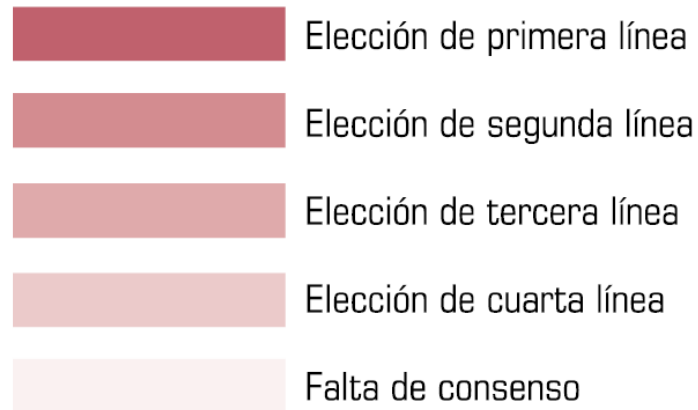 Elección de primera línea
Elección de segunda línea
Elección de tercera línea
Elección de cuarta línea
Falta de consenso